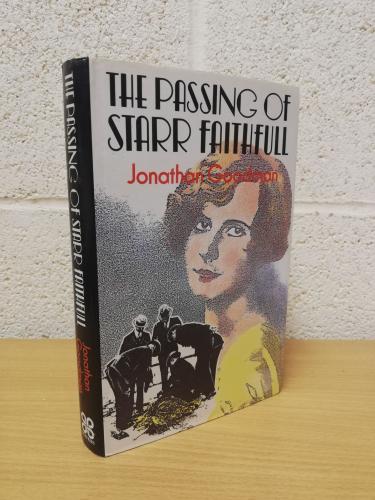 THE PASSING OF
STARR FAITHFULL
Jonathan Goodman
THE PASSING OF STARR FAITHFULL
Jonathan
Goodman